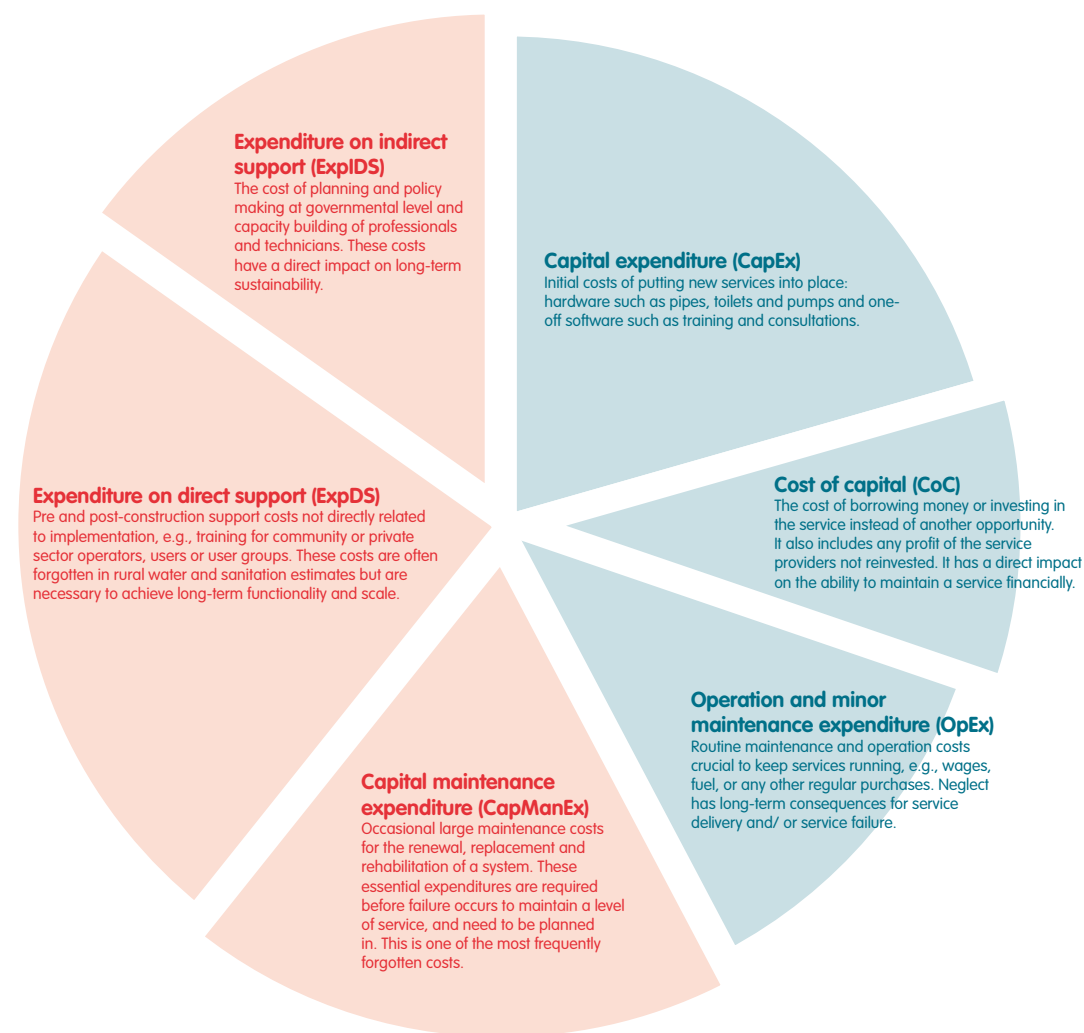 Expenditure on indirect
support (ExpIDS)
The cost of planning and policy
making at governmental level and
capacity building of professionals
and technicians. These costs
have a direct impact on long-term
sustainability.
Capital expenditure (CapEx)
Initial costs of putting new services into place:
hardware such as pipes, toilets and pumps and one-
off software such as training and consultations.
Cost of capital (CoC)
The cost of borrowing money or investing in
the service instead of another opportunity.
It also includes any profit of the service
providers not reinvested. It has a direct impact
on the ability to maintain a service financially.
Expenditure on direct support (ExpDS)
Pre and post-construction support costs not directly related
to implementation, e.g., training for community or private
sector operators, users or user groups. These costs are often
forgotten in rural water and sanitation estimates but are
necessary to achieve long-term functionality and scale.
Operation and minor
maintenance expenditure (OpEx)
Routine maintenance and operation costs
crucial to keep services running, e.g., wages,
fuel, or any other regular purchases. Neglect
has long-term consequences for service
delivery and/ or service failure.
Capital maintenance
expenditure (CapManEx)
Occasional large maintenance costs
for the renewal, replacement and
rehabilitation of a system. These
essential expenditures are required
before failure occurs to maintain a level
of service, and need to be planned
in. This is one of the most frequently
forgotten costs.